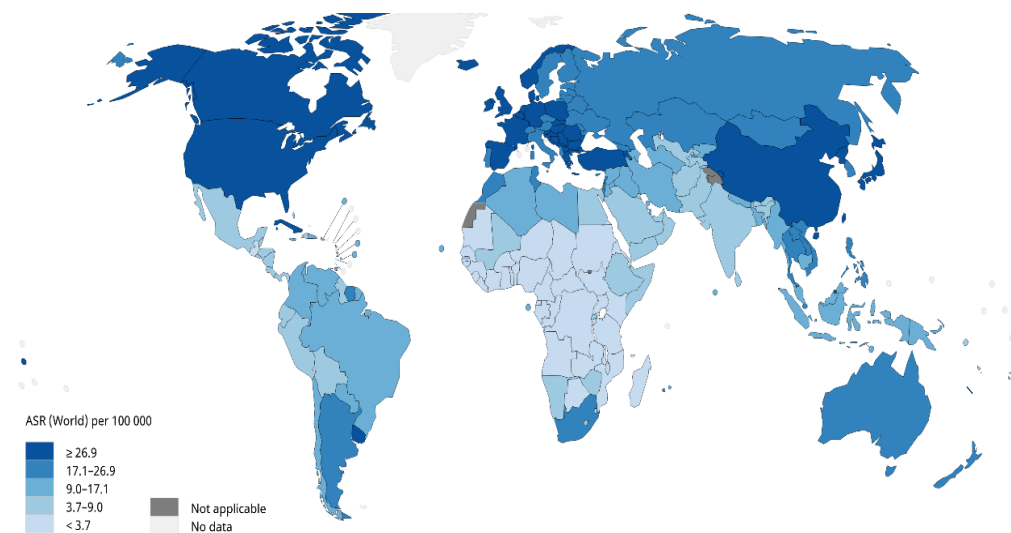 ASR (World) per 100 000
≥ 26.9
17.1–26.9
9.0–17.1
3.7–9.0
< 3.7
Not applicable
No data